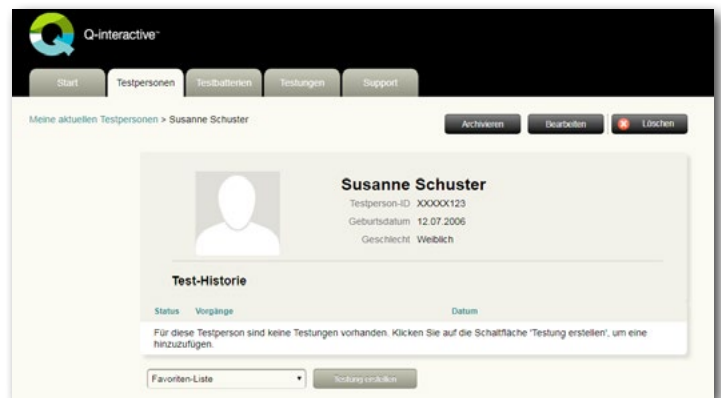 Q-interactive™
Start Testpersonen Testbatterien Testungen Support
Meine aktuellen Testpersonen > Susanne Schuster Archivieren Bearbeiten Löschen
Susanne Schuster
Testperson-ID XXXXX123
Geburtsdatum 12.07.2006
Geschlecht Weiblich
Test-Historie
Status Vorgänge Datum
Für diese Testperson sind keine Testungen vorhanden. Klicken Sie auf die Schaltfläche 'Testung erstellen', um eine
hinzuzufügen.
Favoriten-Liste Testung erstellen